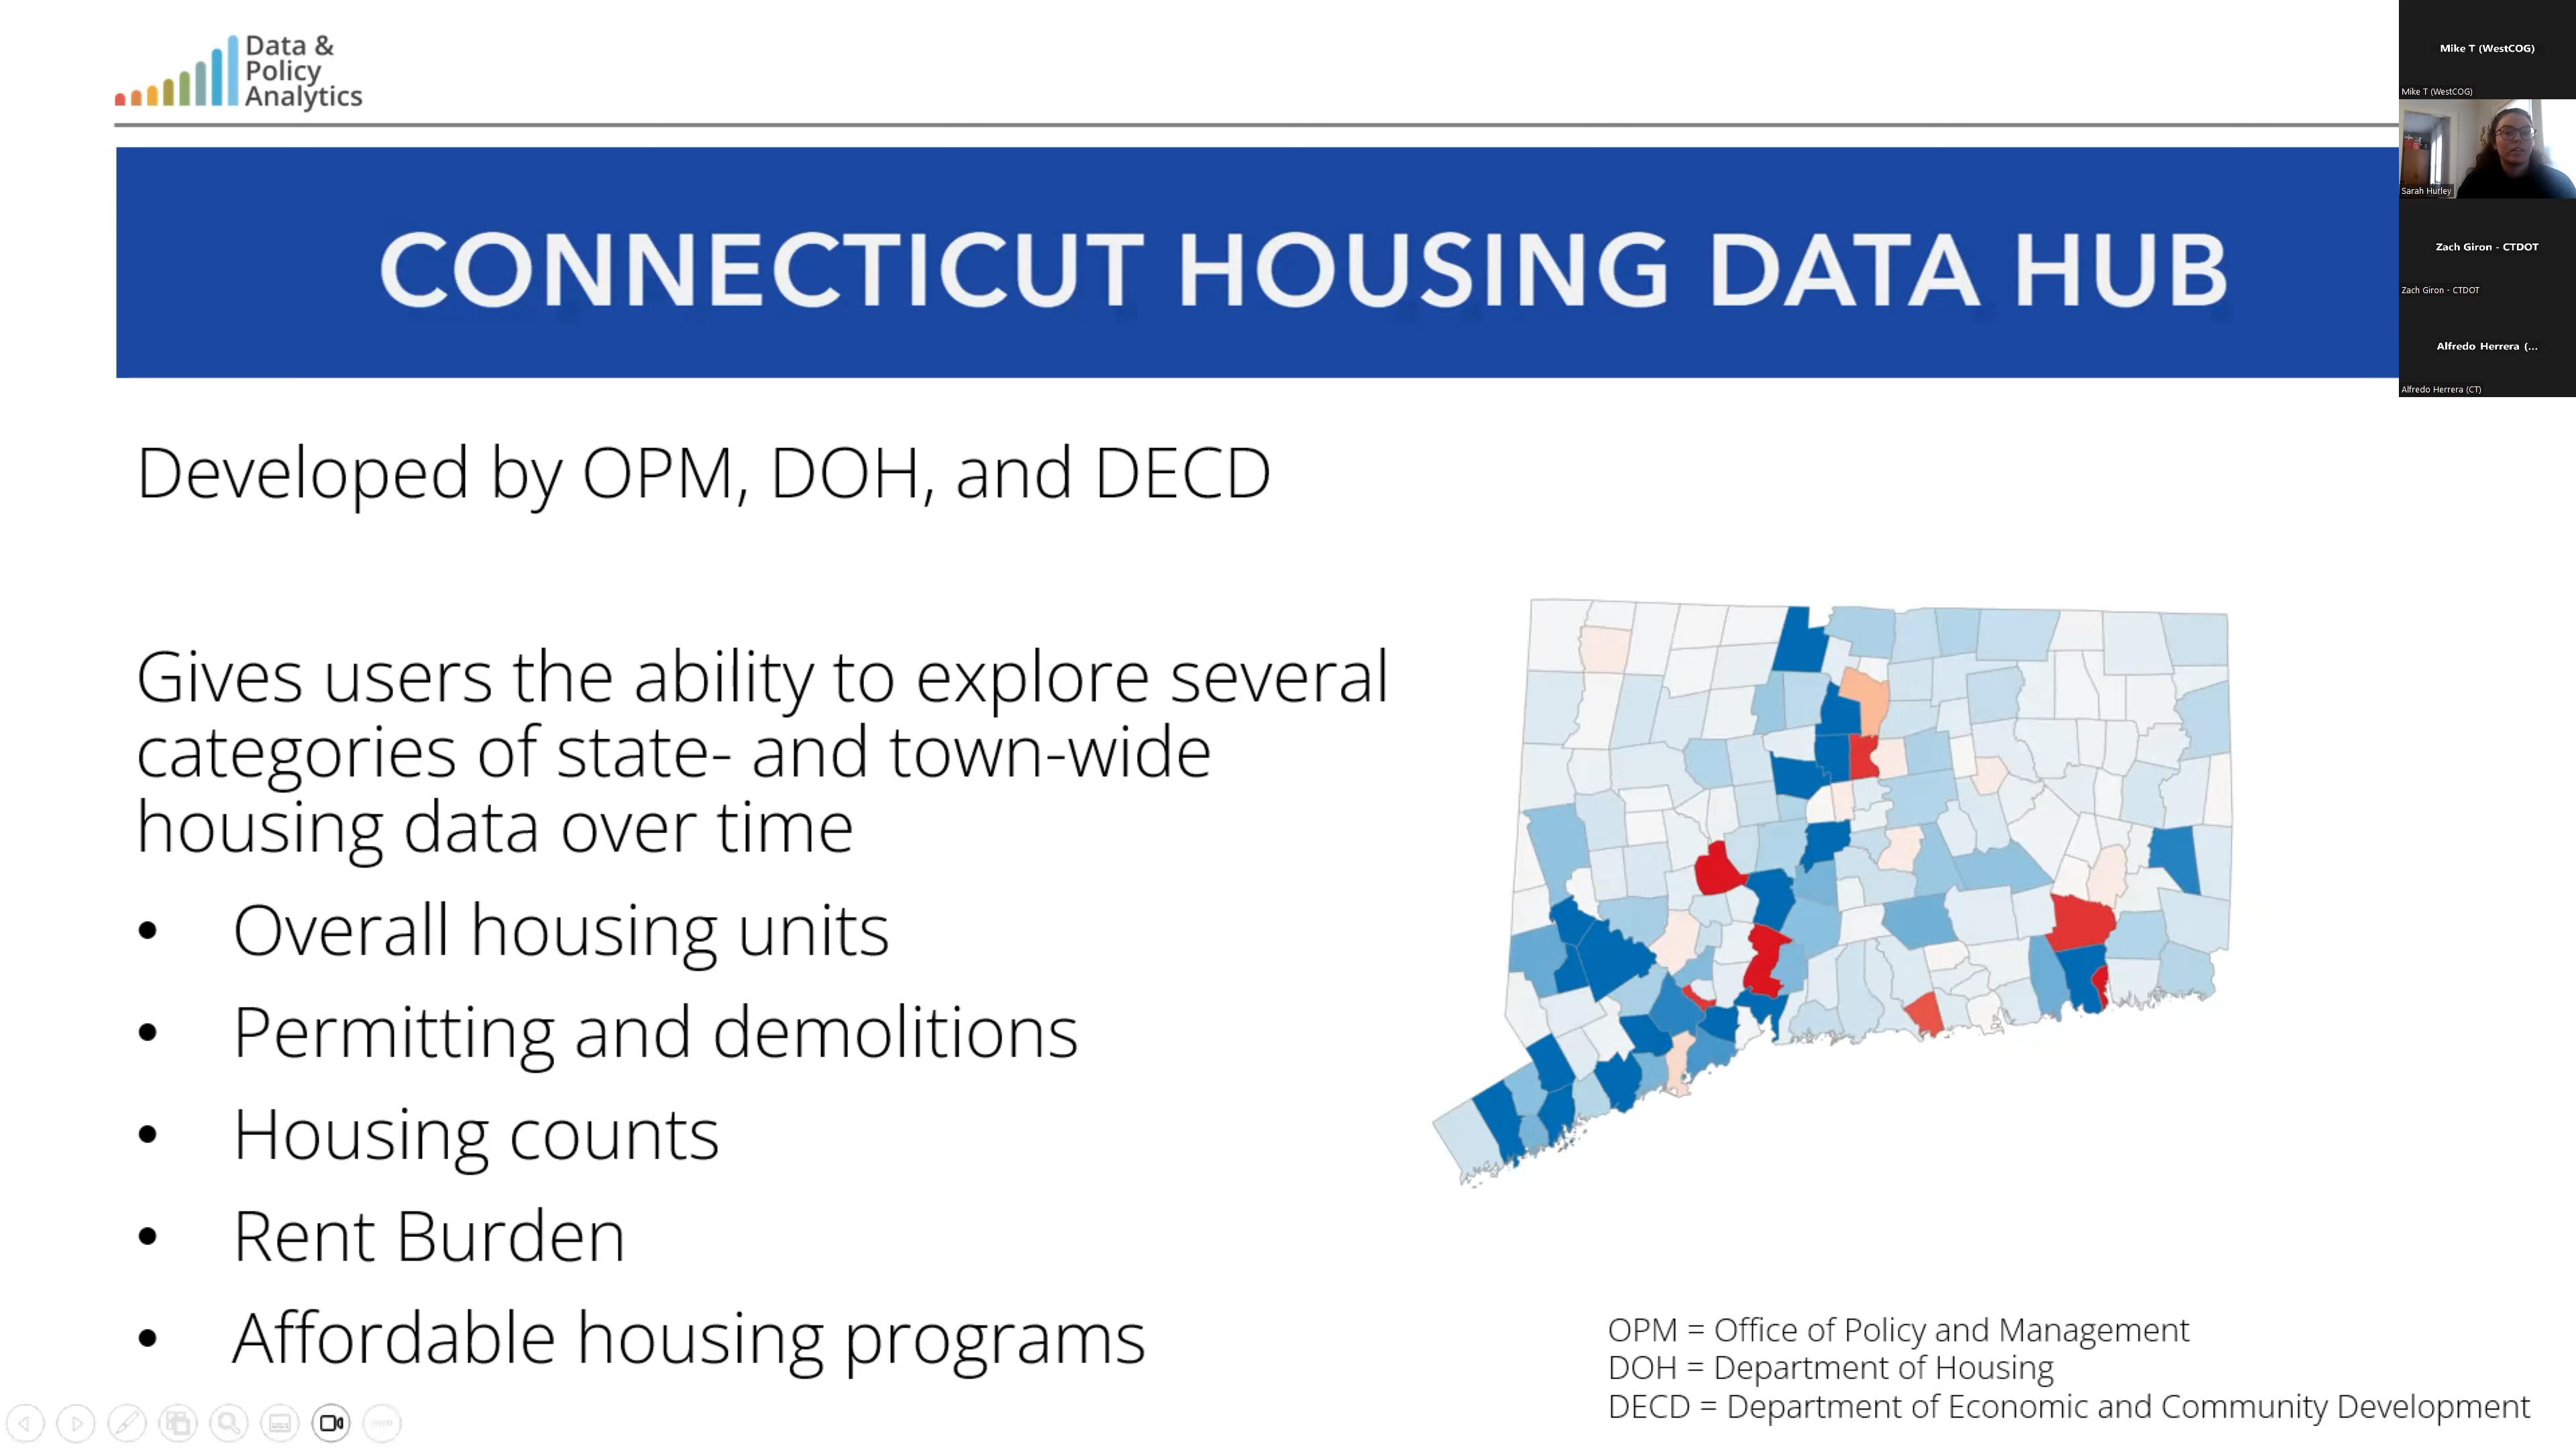 Data &
Policy
Analytics
CONNECTICUT HOUSING DATA HUB
Developed by OPM, DOH, and DECD
Gives users the ability to explore several
categories of state- and town-wide
housing data over time
• Overall housing units
• Permitting and demolitions
• Housing counts
• Rent Burden
• Affordable housing programs
OPM = Office of Policy and Management
DOH = Department of Housing
DECD = Department of Economic and Community Development
Mike T (WestCOG)
Mike T (WestCOG)
Sarah Hurley
Zach Giron - CTDOT
Zach Giron - CTDOT
Alfredo Herrera (...
Alfredo Herrera (CT)